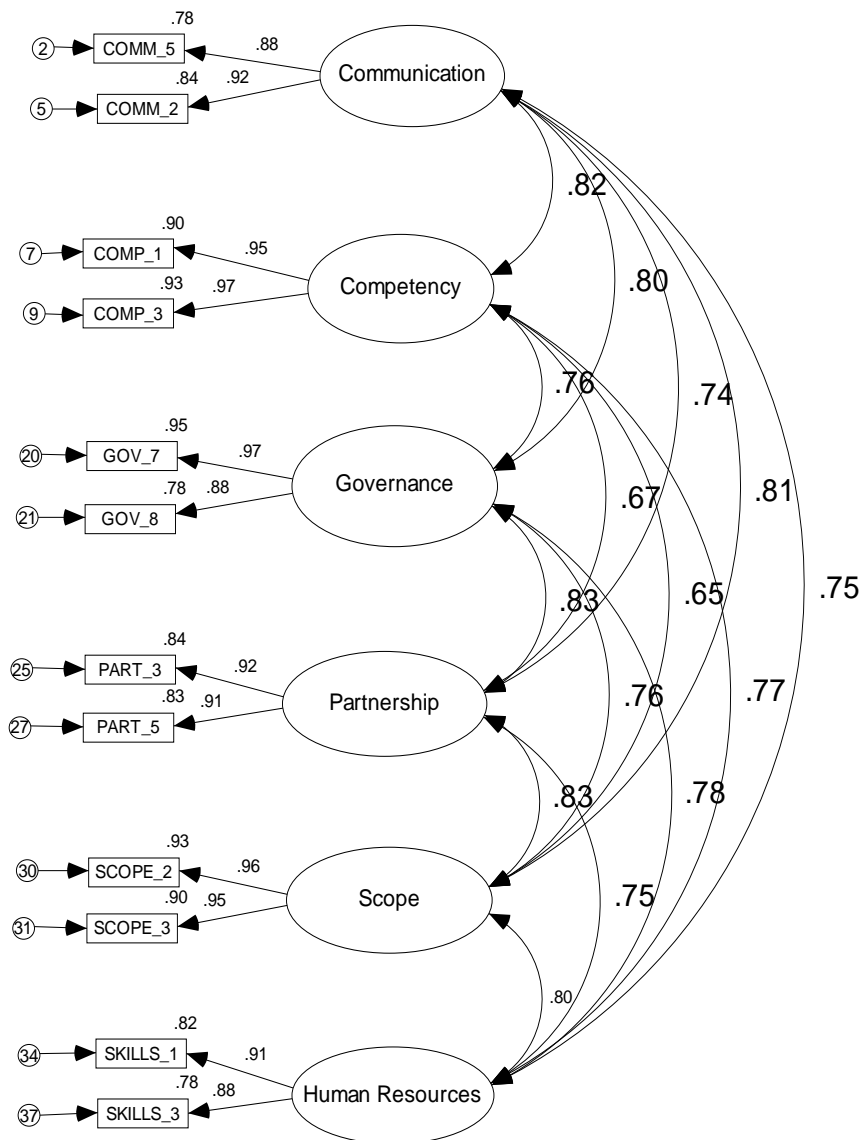 .78
2 COMM_5 .88
Communication
.84
.92
5 COMM_2
.82
.90
7 COMP_1 .95
.80
Competency
.93
.97
9 COMP_3
.76
.74
.95
20 GOV_7 .97
Governance
.81
.67
.78 .88
21 GOV_8
.75
.83
.65
.84
25 PART_3 .92
Partnership
.76
.77
.83 .91
27 PART_5
.83
.78
.93
30 SCOPE_2 .96
Scope
.75
.90 .95
31 SCOPE_3
.80
.82
34 SKILLS_1 .91
Human Resources
.78 .88
37 SKILLS_3